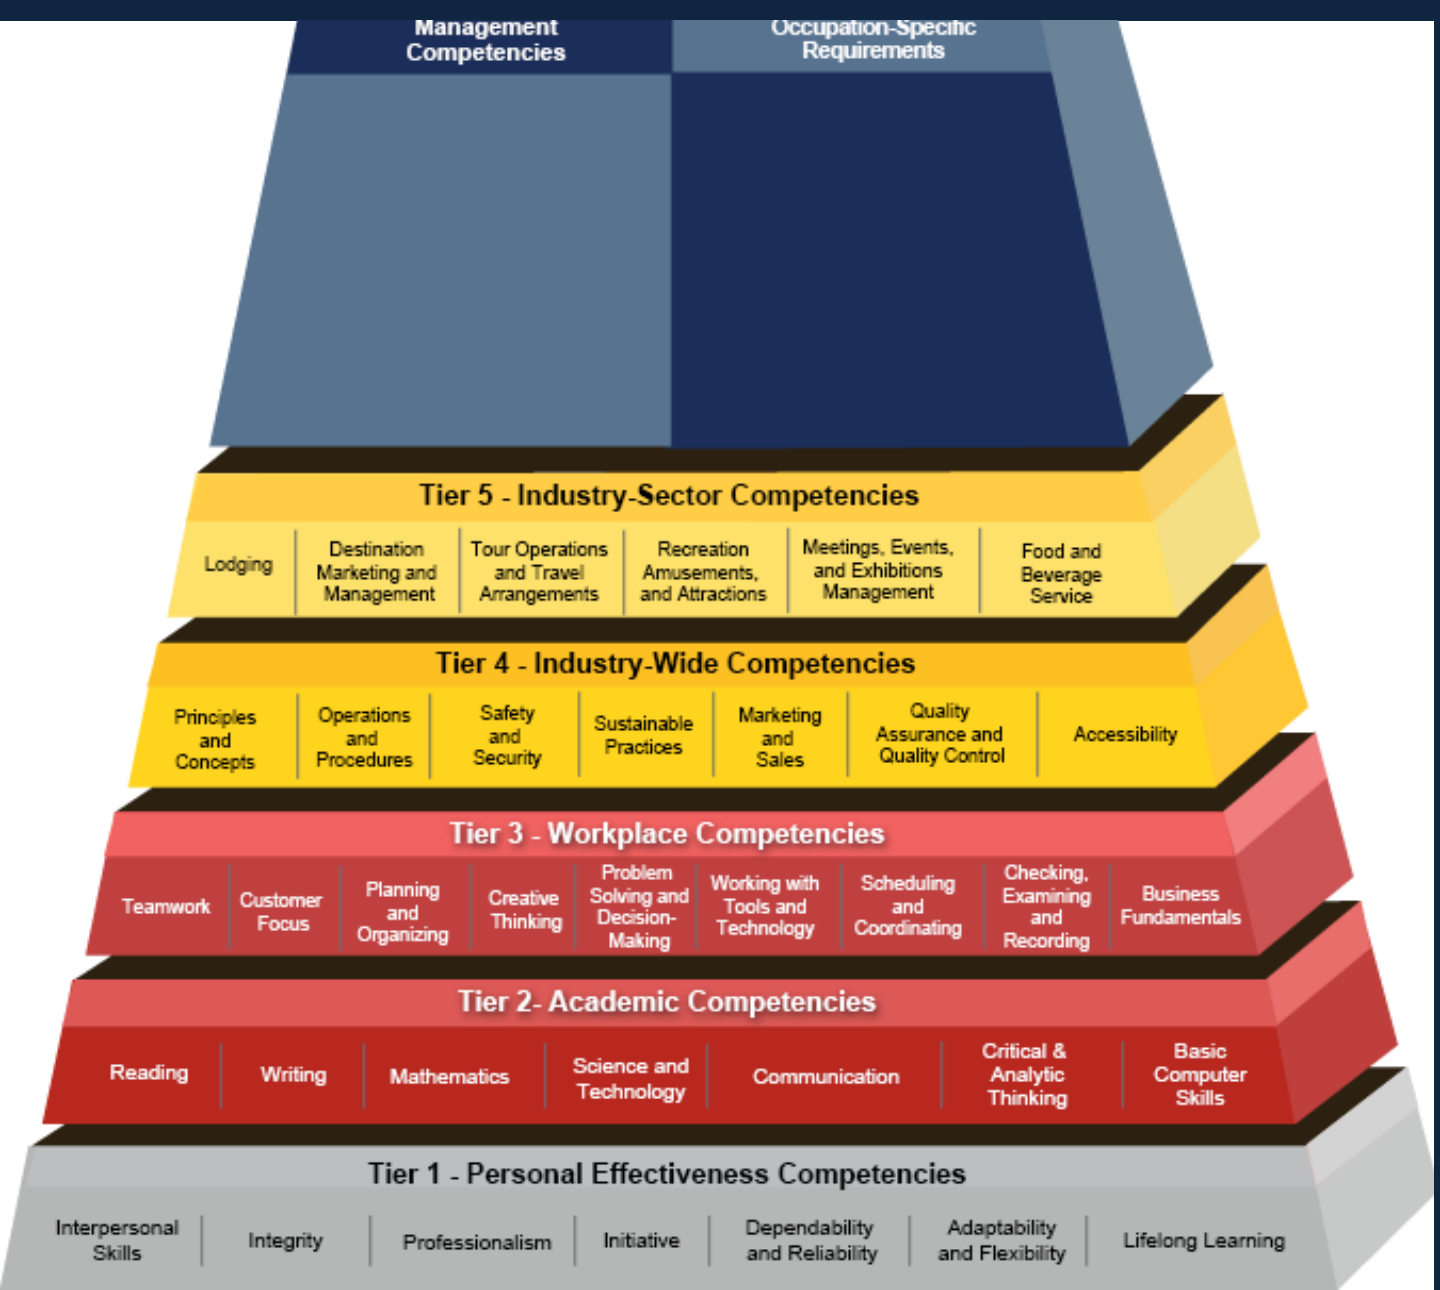 Management
Competencies
Occupation-Specific
Requirements
Tier 5 - Industry-Sector Competencies
Lodging
Destination
Marketing and
Management
Tour Operations
and Travel
Arrangements
Recreation
Amusements,
and Attractions
Meetings, Events,
and Exhibitions
Management
Food and
Beverage
Service
Tier 4 - Industry-Wide Competencies
Principles
and
Concepts
Operations
and
Procedures
Safety
and
Security
Sustainable
Practices
Marketing
and
Sales
Quality
Assurance and
Quality Control
Accessibility
Tier 3 - Workplace Competencies
Teamwork
Customer
Focus
Planning
and
Organizing
Creative
Thinking
Problem
Solving and
Decision-
Making
Working with
Tools and
Technology
Scheduling
and
Coordinating
Checking,
Examining
and
Recording
Business
Fundamentals
Tier 2- Academic Competencies
Reading
Writing
Mathematics
Science and
Technology
Communication
Critical &
Analytic
Thinking
Basic
Computer
Skills
Tier 1 - Personal Effectiveness Competencies
Interpersonal
Skills
Integrity
Professionalism
Initiative
Dependability
and Reliability
Adaptability
and Flexibility
Lifelong Learning